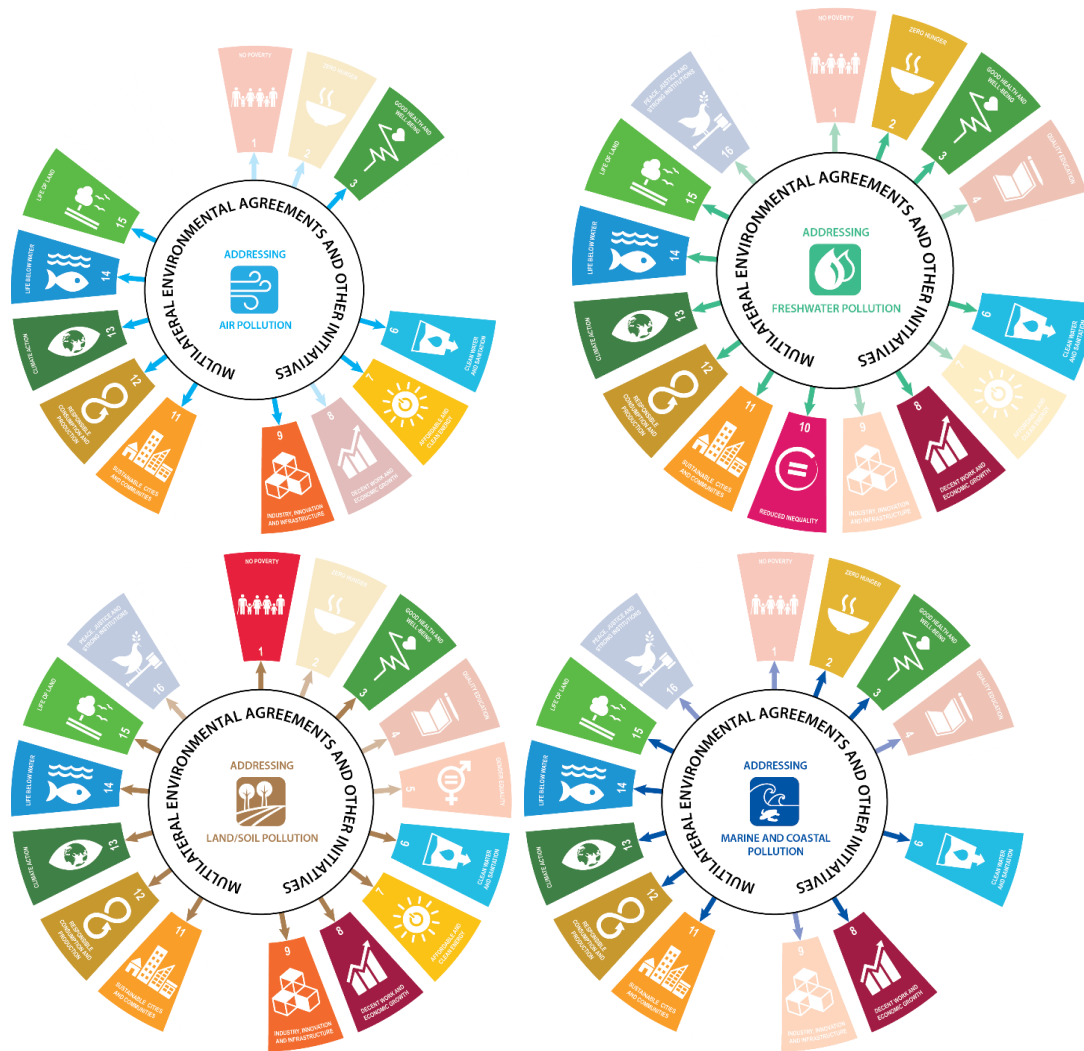 NO POVERTY
1
ZERO HUNGER
2
GOOD HEALTH AND
WELL-BEING
3
CLEAN WATER
AND SANITATION
6
AFFORDABLE AND
CLEAN ENERGY
7
DECENT WORK AND
ECONOMIC GROWTH
8
INDUSTRY, INNOVATION
AND INFRASTRUCTURE
9
SUSTAINABLE CITIES
AND COMMUNITIES
11
RESPONSIBLE
CONSUMPTION AND
PRODUCTION
12
CLIMATE ACTION
13
LIFE BELOW WATER
14
LIFE OF LAND
15
MULTILATERAL ENVIRONMENTAL AGREEMENTS AND OTHER INITIATIVES
ADDRESSING
AIR POLLUTION
NO POVERTY
1
ZERO HUNGER
2
GOOD HEALTH AND
WELL-BEING
3
QUALITY EDUCATION
4
CLEAN WATER
AND SANITATION
6
AFFORDABLE AND
CLEAN ENERGY
7
DECENT WORK AND
ECONOMIC GROWTH
8
INDUSTRY, INNOVATION
AND INFRASTRUCTURE
9
REDUCED INEQUALITY
10
SUSTAINABLE CITIES
AND COMMUNITIES
11
RESPONSIBLE
CONSUMPTION AND
PRODUCTION
12
CLIMATE ACTION
13
LIFE BELOW WATER
14
LIFE OF LAND
15
PEACE, JUSTICE AND
STRONG INSTITUTIONS
16
MULTILATERAL ENVIRONMENTAL AGREEMENTS AND OTHER INITIATIVES
ADDRESSING
FRESHWATER POLLUTION
NO POVERTY
1
ZERO HUNGER
2
GOOD HEALTH AND
WELL-BEING
3
QUALITY EDUCATION
4
GENDER EQUALITY
5
CLEAN WATER
AND SANITATION
6
AFFORDABLE AND
CLEAN ENERGY
7
DECENT WORK AND
ECONOMIC GROWTH
8
INDUSTRY, INNOVATION
AND INFRASTRUCTURE
9
SUSTAINABLE CITIES
AND COMMUNITIES
11
RESPONSIBLE
CONSUMPTION AND
PRODUCTION
12
CLIMATE ACTION
13
LIFE BELOW WATER
14
LIFE OF LAND
15
PEACE, JUSTICE AND
STRONG INSTITUTIONS
16
MULTILATERAL ENVIRONMENTAL AGREEMENTS AND OTHER INITIATIVES
ADDRESSING
LAND/SOIL POLLUTION
NO POVERTY
1
ZERO HUNGER
2
GOOD HEALTH AND
WELL-BEING
3
QUALITY EDUCATION
4
CLEAN WATER
AND SANITATION
6
DECENT WORK AND
ECONOMIC GROWTH
8
INDUSTRY, INNOVATION
AND INFRASTRUCTURE
9
SUSTAINABLE CITIES
AND COMMUNITIES
11
RESPONSIBLE
CONSUMPTION AND
PRODUCTION
12
CLIMATE ACTION
13
LIFE BELOW WATER
14
LIFE OF LAND
15
PEACE, JUSTICE AND
STRONG INSTITUTIONS
16
MULTILATERAL ENVIRONMENTAL AGREEMENTS AND OTHER INITIATIVES
ADDRESSING
MARINE AND COASTAL
POLLUTION